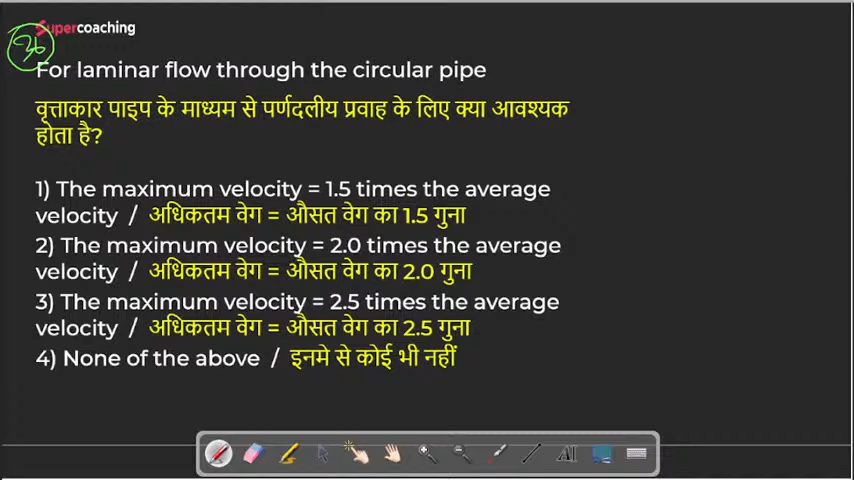 Supercoaching
For laminar flow through the circular pipe
वृत्ताकार पाइप के माध्यम से पर्णदलीय प्रवाह के लिए क्या आवश्यक
होता है?
1) The maximum velocity = 1.5 times the average
velocity / अधिकतम वेग = औसत वेग का 1.5 गुना
2) The maximum velocity = 2.0 times the average
velocity / अधिकतम वेग = औसत वेग का 2.0 गुना
3) The maximum velocity = 2.5 times the average
velocity / अधिकतम वेग = औसत वेग का 2.5 गुना
4) None of the above / इनमे से कोई भी नहीं